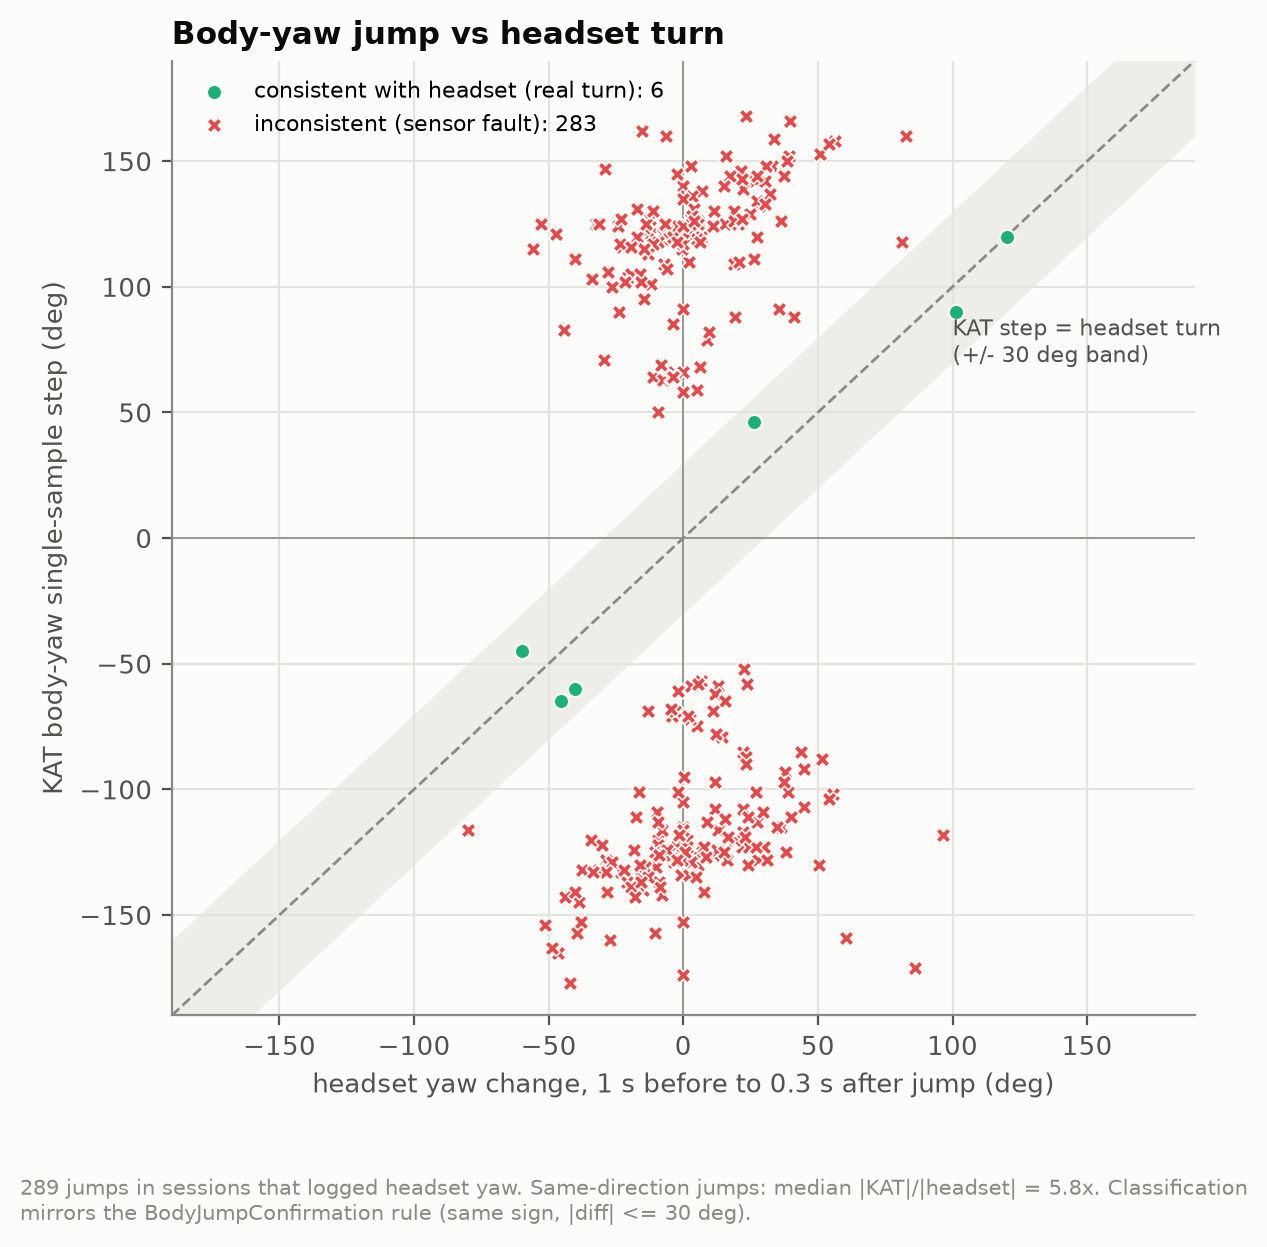 Body-yaw jump vs headset turn
consistent with headset (real turn): 6
inconsistent (sensor fault): 283
KAT body-yaw single-sample step (deg)
150
100
50
0
−50
−100
−150
KAT step = headset turn
(+/- 30 deg band)
−150
−100
−50
0
50
100
150
headset yaw change, 1 s before to 0.3 s after jump (deg)
289 jumps in sessions that logged headset yaw. Same-direction jumps: median |KAT|/|headset| = 5.8x. Classification
mirrors the BodyJumpConfirmation rule (same sign, |diff| <= 30 deg).